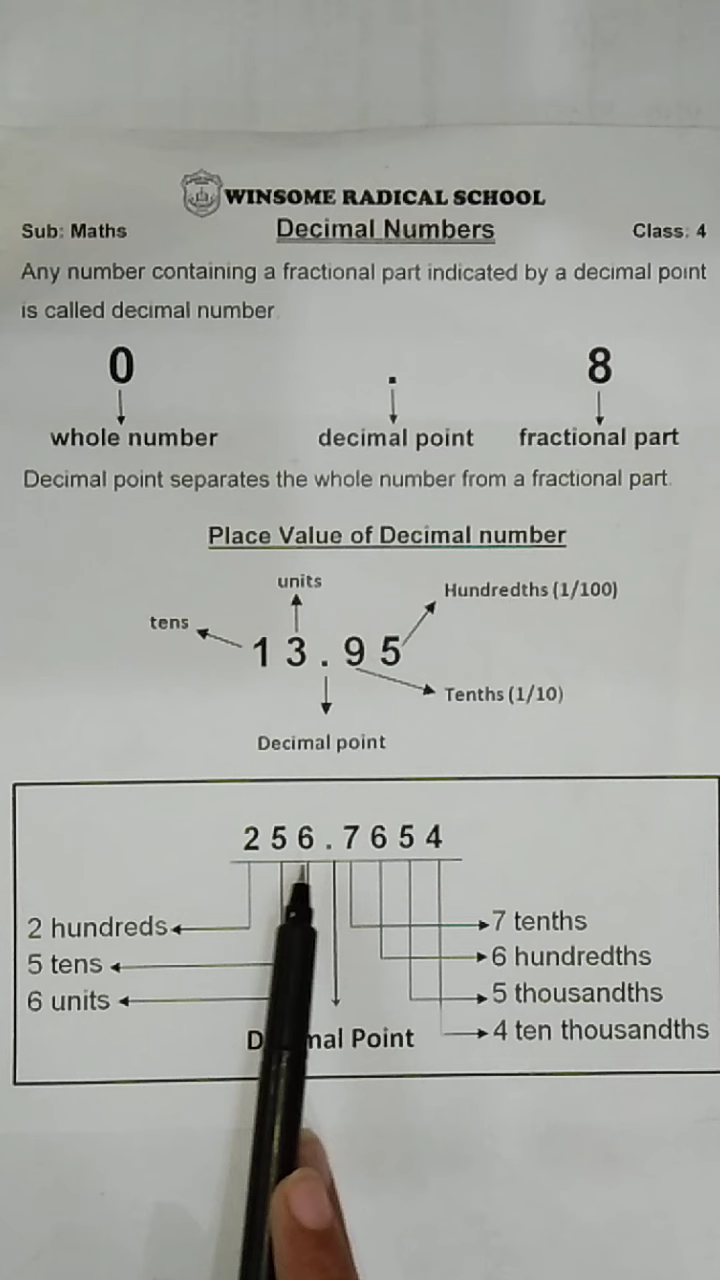 WINSOME RADICAL SCHOOL
Sub: Maths Decimal Numbers Class: 4
Any number containing a fractional part indicated by a decimal point
is called decimal number
0 . 8
whole number decimal point fractional part
Decimal point separates the whole number from a fractional part.
Place Value of Decimal number
units
Hundredths (1/100)
tens
13.95
Tenths (1/10)
Decimal point
256.7654
2 hundreds 7 tenths
5 tens 6 hundredths
6 units 5 thousandths
Point 4 ten thousandths